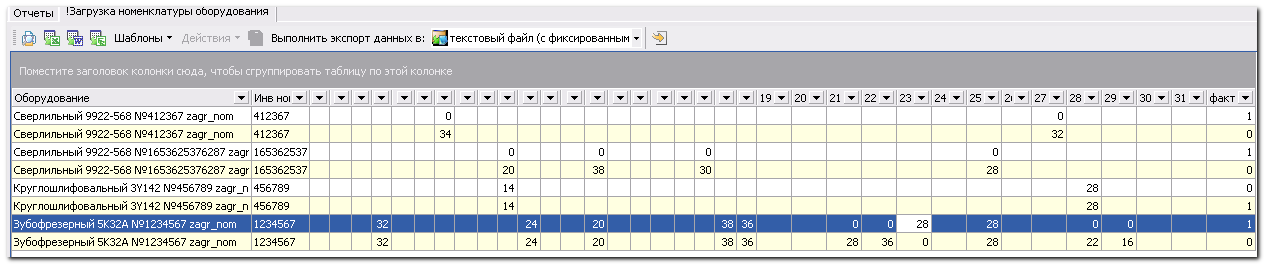 Отчеты !Загрузка номенклатуры оборудования
Шаблоны Действия Выполнить экспорт данных в: текстовый файл (с фиксированным
Поместите заголовок колонки сюда, чтобы сгруппировать таблицу по этой колонке
Оборудование Инв ном 19 20 21 22 23 24 25 26 27 28 29 30 31 факт
Сверлильный 9922-568 №412367 zagr_nom 412367 0 0 1
Сверлильный 9922-568 №412367 zagr_nom 412367 34 32 0
Сверлильный 9922-568 №1653625376287 zagr 165362537 0 0 0 0 1
Сверлильный 9922-568 №1653625376287 zagr 165362537 20 38 30 28 0
Круглошлифовальный 3У142 №456789 zagr_n 456789 14 28 0
Круглошлифовальный 3У142 №456789 zagr_n 456789 14 28 1
Зубофрезерный 5К32А №1234567 zagr_nom 1234567 32 24 20 38 36 0 0 28 28 0 0 1
Зубофрезерный 5К32А №1234567 zagr_nom 1234567 32 24 20 38 36 28 36 0 28 22 16 0